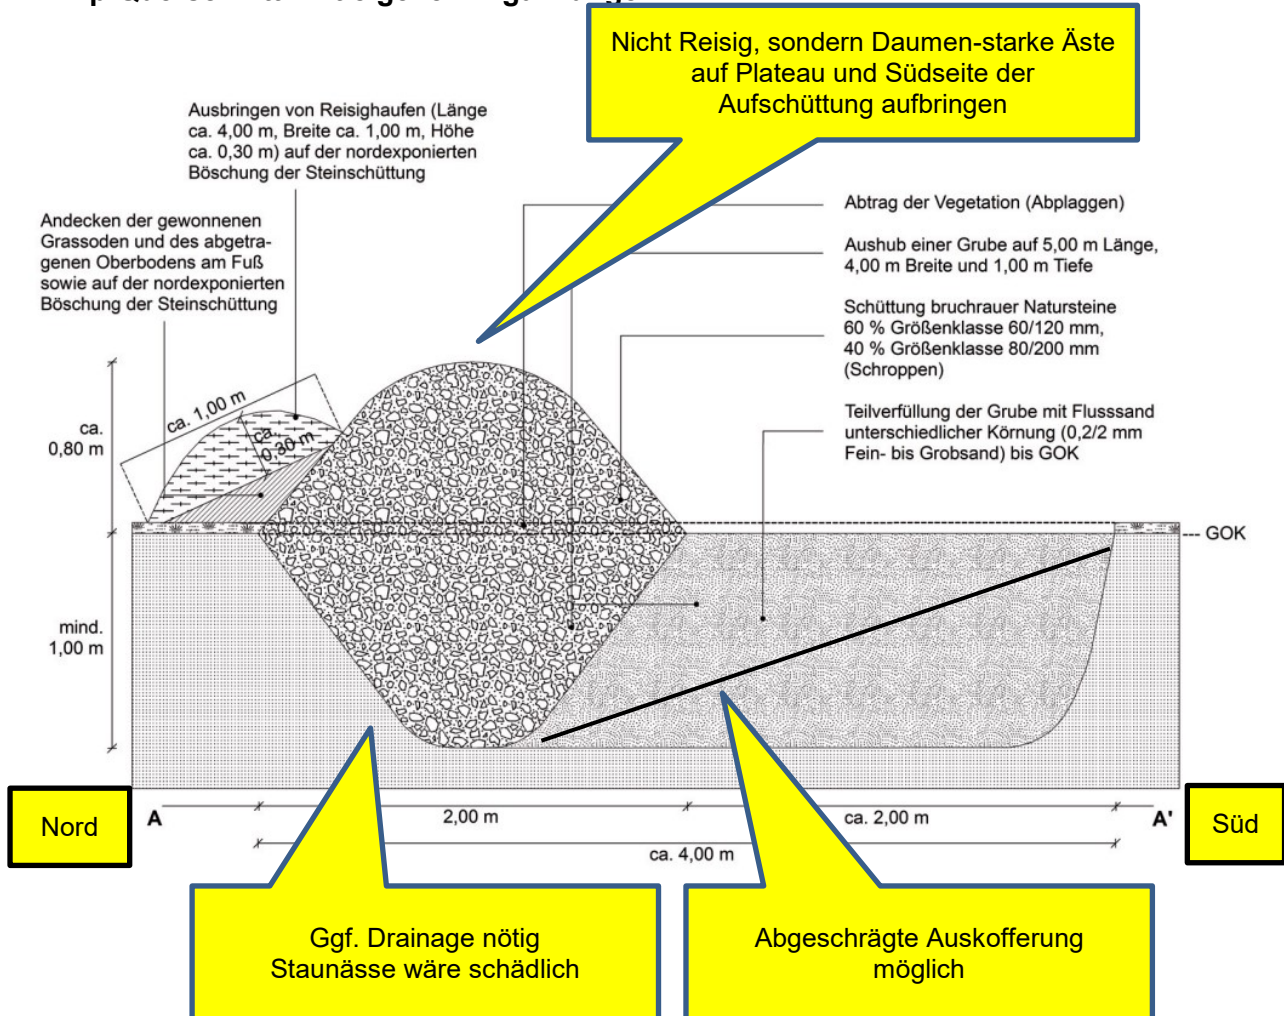 Nicht Reisig, sondern Daumen-starke Äste
auf Plateau und Südseite der
Aufschüttung aufbringen
Ausbringen von Reisighaufen (Länge
ca. 4,00 m, Breite ca. 1,00 m, Höhe
ca. 0,30 m) auf der nordexponierten
Böschung der Steinschüttung
Andecken der gewonnenen
Grassoden und des abgetra-
genen Oberbodens am Fuß
sowie auf der nordexponierten
Böschung der Steinschüttung
Abtrag der Vegetation (Abplaggen)
Aushub einer Grube auf 5,00 m Länge,
4,00 m Breite und 1,00 m Tiefe
Schüttung bruchrauer Natursteine
60 % Größenklasse 60/120 mm,
40 % Größenklasse 80/200 mm
(Schroppen)
Teilverfüllung der Grube mit Flusssand
unterschiedlicher Körnung (0,2/2 mm
Fein- bis Grobsand) bis GOK
ca. 1,00 m
ca.
0,30 m
ca.
0,80 m
GOK
mind.
1,00 m
Nord
A
2,00 m
ca. 2,00 m
A'
Süd
ca. 4,00 m
Ggf. Drainage nötig
Staunässe wäre schädlich
Abgeschrägte Auskofferung
möglich